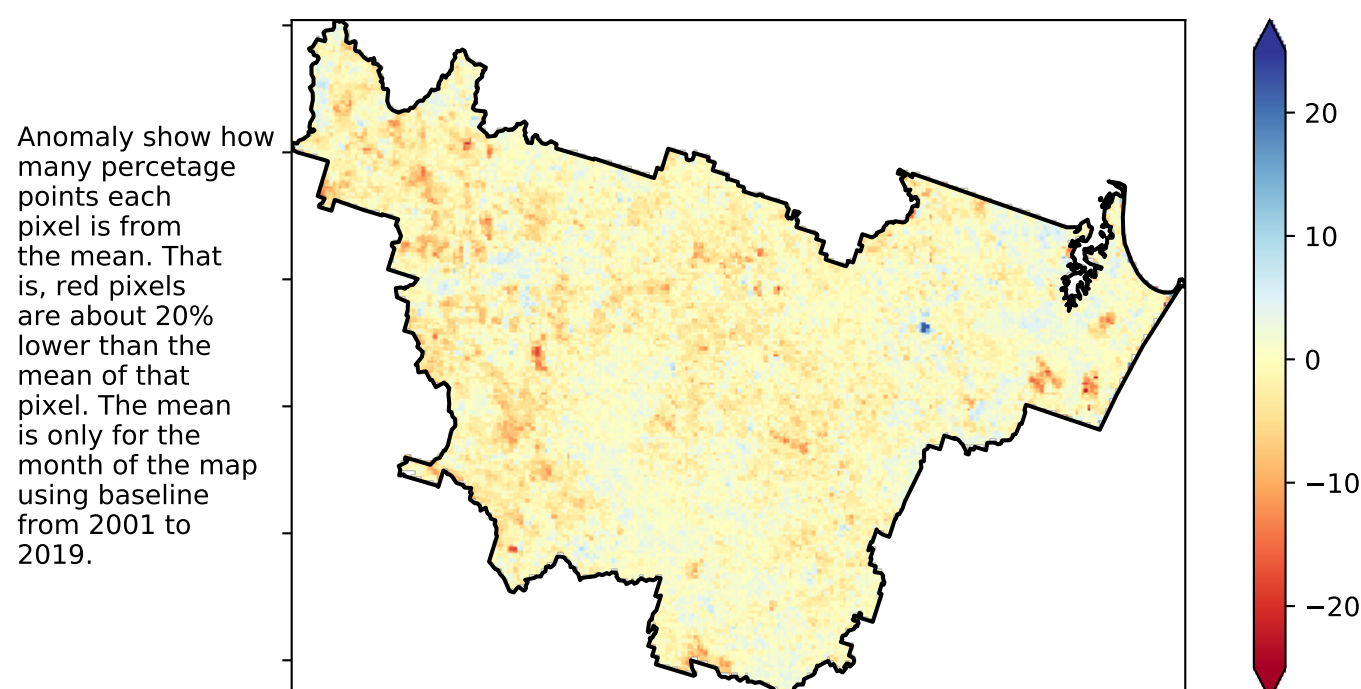 Anomaly show how
many percetage
points each
pixel is from
the mean. That
is, red pixels
are about 20%
lower than the
mean of that
pixel. The mean
is only for the
month of the map
using baseline
from 2001 to
2019.
20
10
0
−10
−20